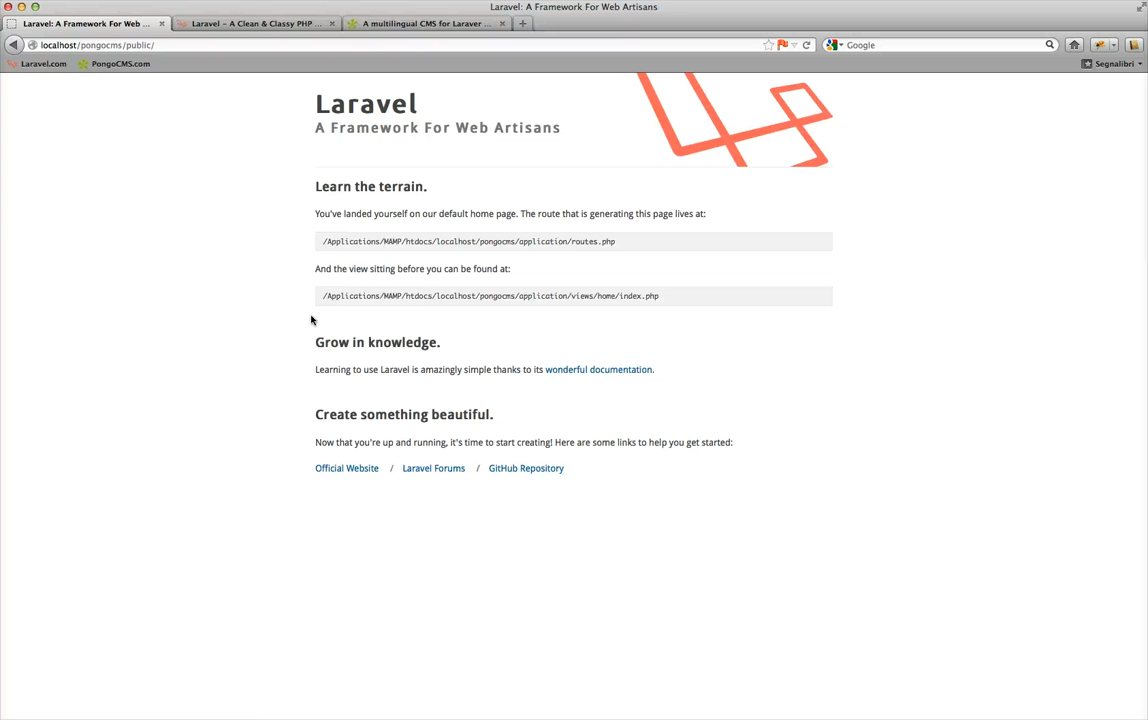 Laravel: A Framework For Web Artisans
Laravel: A Framework For Web ...
Laravel – A Clean & Classy PHP ...
A multilingual CMS for Laraver ...
localhost/pongocms/public/
Google
Laravel.com
PongoCMS.com
Segnalibri
Laravel
A Framework For Web Artisans
Learn the terrain.
You've landed yourself on our default home page. The route that is generating this page lives at:
/Applications/MAMP/htdocs/localhost/pongocms/application/routes.php
And the view sitting before you can be found at:
/Applications/MAMP/htdocs/localhost/pongocms/application/views/home/index.php
Grow in knowledge.
Learning to use Laravel is amazingly simple thanks to its wonderful documentation.
Create something beautiful.
Now that you're up and running, it's time to start creating! Here are some links to help you get started:
Official Website / Laravel Forums / GitHub Repository